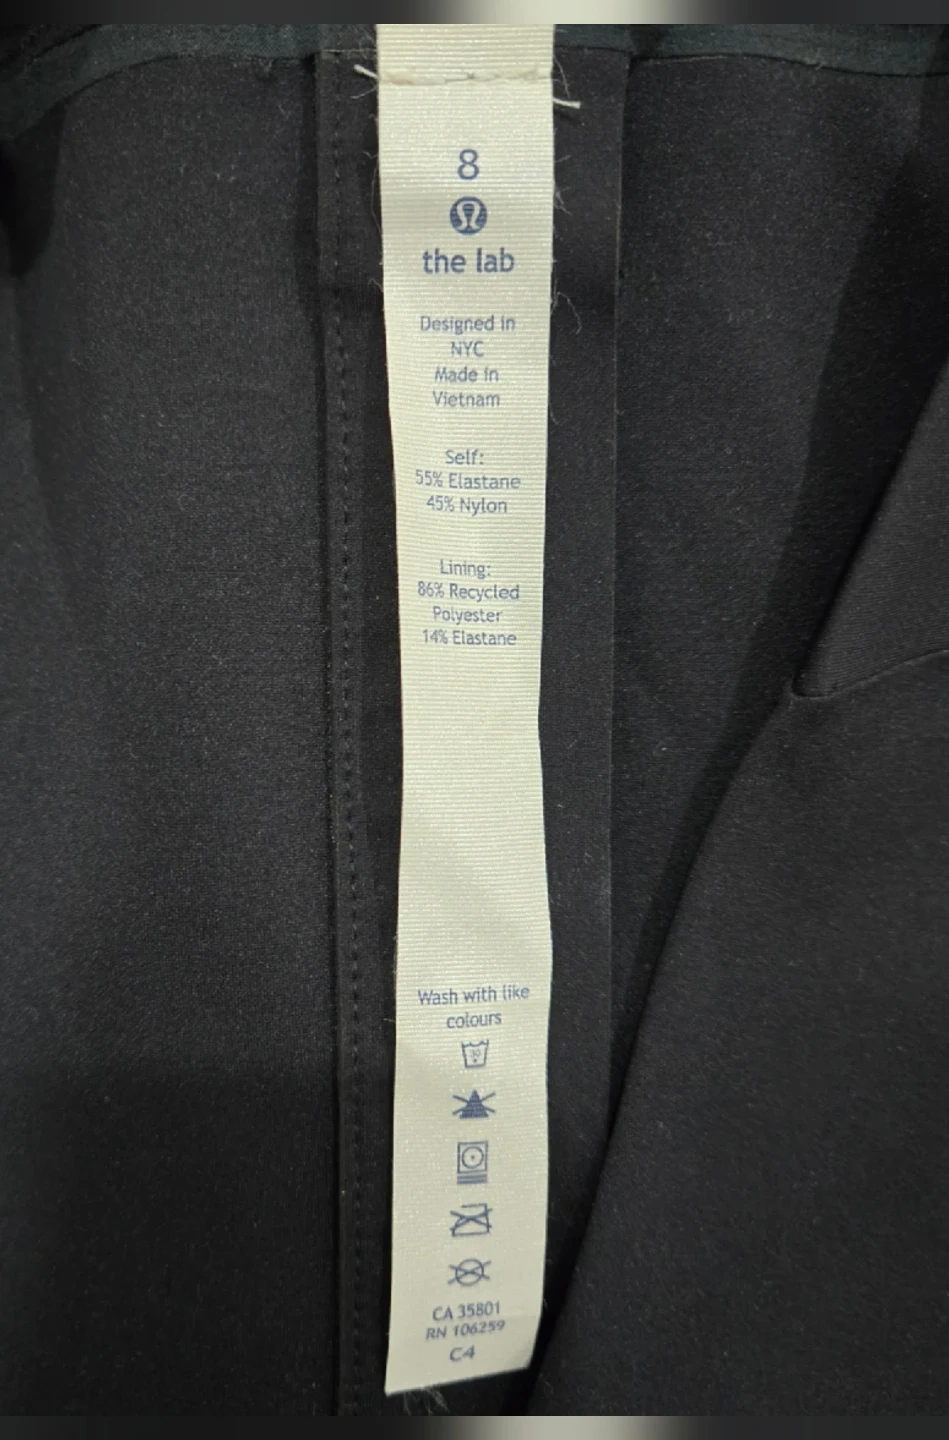 8
the lab
Designed in
NYC
Made in
Vietnam
Self:
55% Elastane
45% Nylon
Lining:
86% Recycled
Polyester
14% Elastane
Wash with like
colours
30
CA 35801
RN 106259
C4